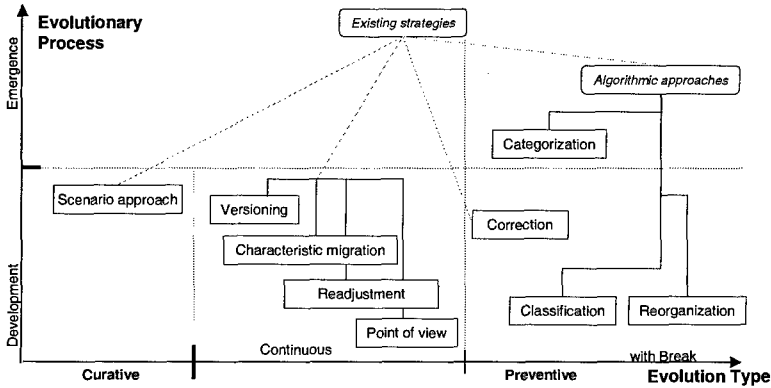 Evolutionary
Process
Existing strategies
Emergence
Algorithmic approaches
Categorization
Scenario approach
Versioning
Correction
Characteristic migration
Readjustment
Development
Classification
Reorganization
Point of view
Continuous
with Break
Curative
Preventive
Evolution Type